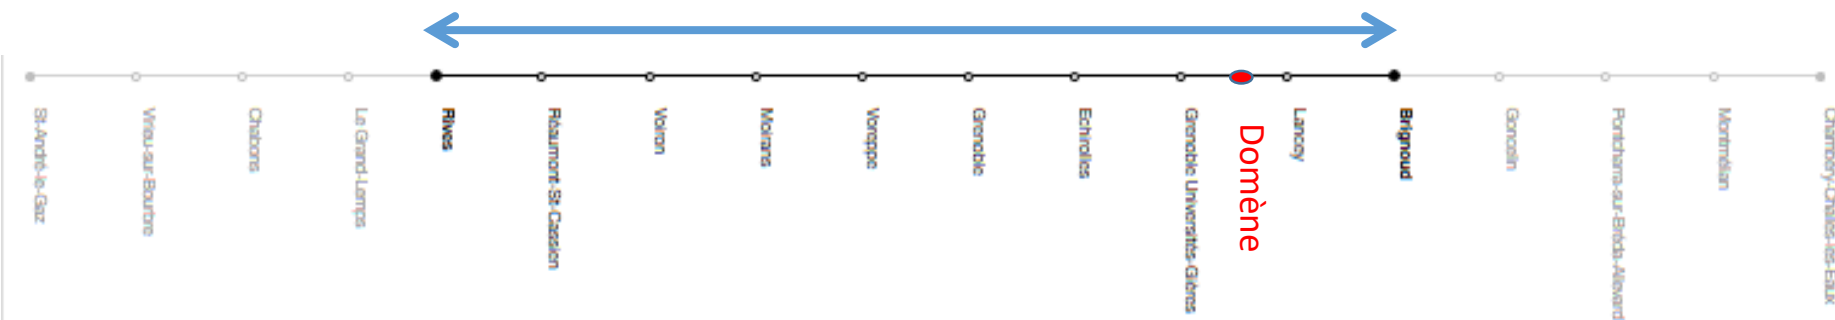 St-André-le-Gaz
Virieu-sur-Bourbre
Chabons
Le Grand-Lemps
Rives
Réaumont-St-Cassien
Voiron
Moirans
Voreppe
Grenoble
Echirolles
Grenoble Universités-Gières
Domène
Lancey
Brignoud
Goncelin
Pontcharra-sur-Bréda-Allevard
Montmélian
Chambéry-Challes-les-Eaux